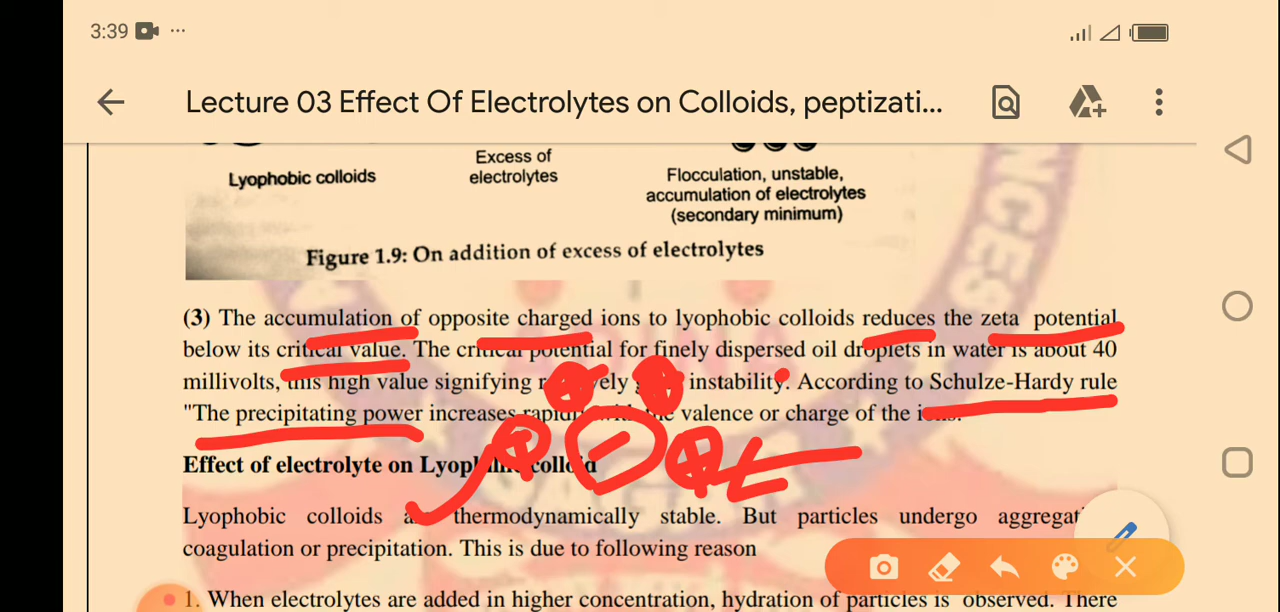 3:39
Lecture 03 Effect Of Electrolytes on Colloids, peptizati...
Lyophobic colloids
Excess of
electrolytes
Flocculation, unstable,
accumulation of electrolytes
(secondary minimum)
Figure 1.9: On addition of excess of electrolytes
(3) The accumulation of opposite charged ions to lyophobic colloids reduces the zeta potential
below its critical value. The critical potential for finely dispersed oil droplets in water is about 40
millivolts, this high value signifying instability. According to Schulze-Hardy rule
"The precipitating power increases rapidly with the valence or charge of the
Effect of electrolyte on
Lyophobic colloids thermodynamically stable. But particles undergo
coagulation or precipitation. This is due to following reason
1. When electrolytes are added in higher concentration, hydration of particles is observed. There